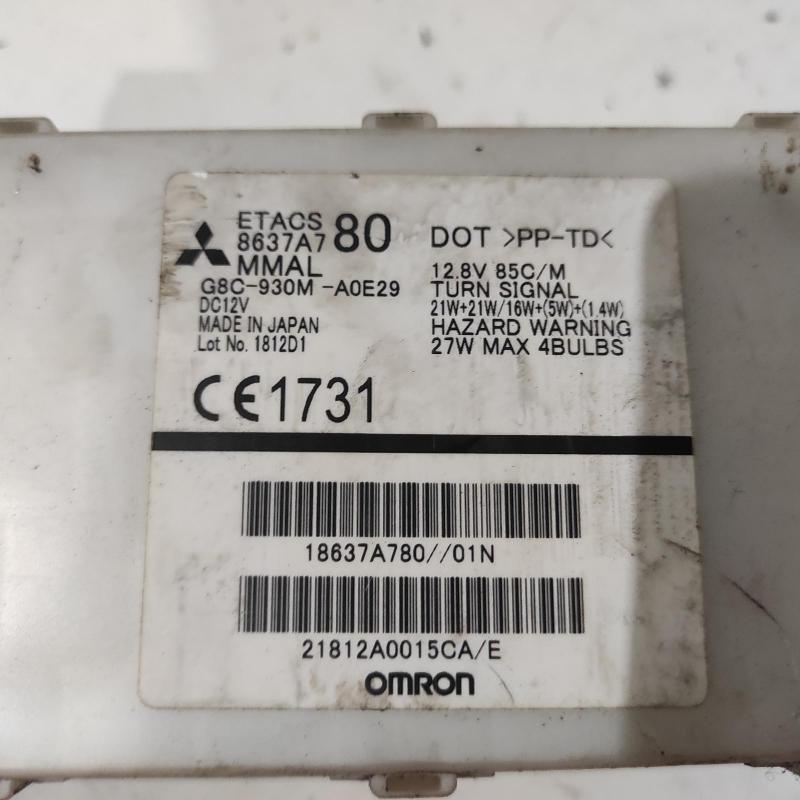 ETACS
8637A7 80
MMAL
G8C-930M -A0E29
DC12V
MADE IN JAPAN
Lot No. 1812D1
DOT >PP-TD<
12.8V 85C/M
TURN SIGNAL
21W+21W/16W+(5W)+(1.4W)
HAZARD WARNING
27W MAX 4BULBS
CE1731
18637A780//01N
21812A0015CA/E
OMRON